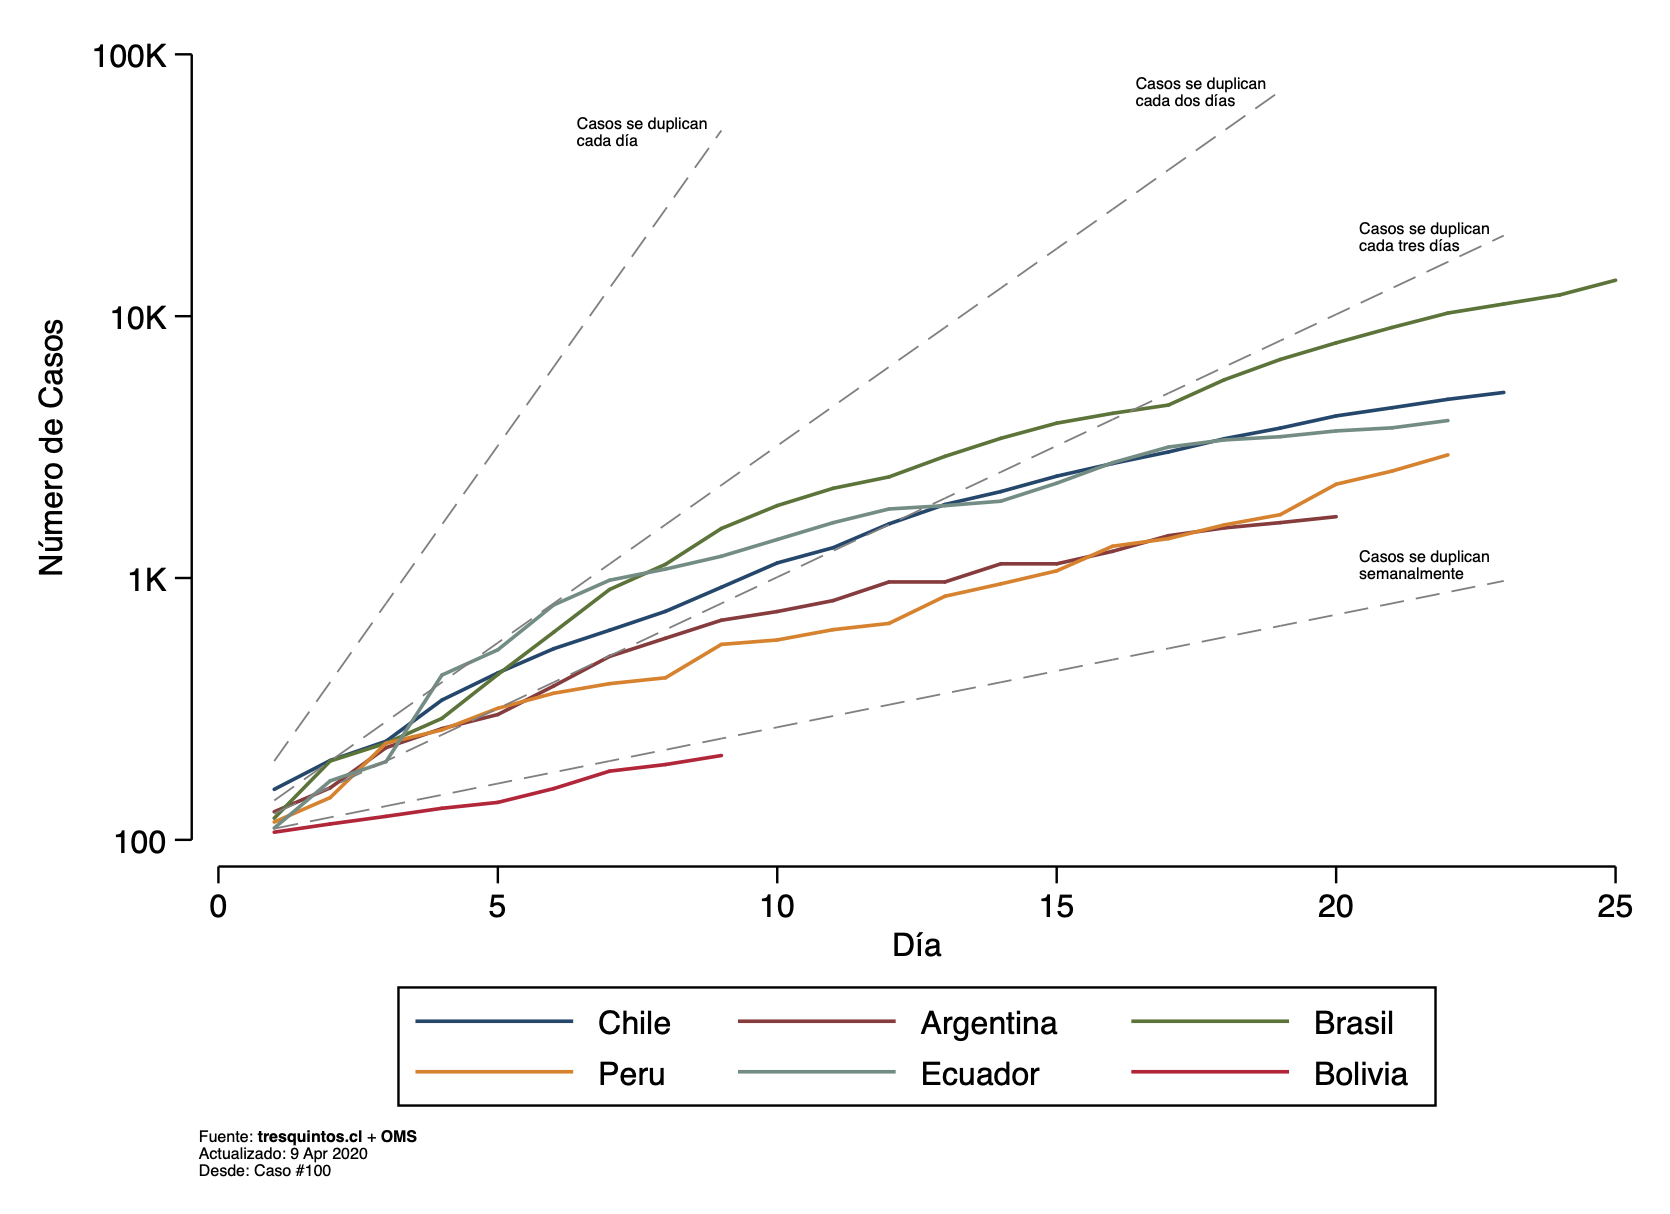 100K
10K
1K
100
Número de Casos
Casos se duplican
cada día
Casos se duplican
cada dos días
Casos se duplican
cada tres días
Casos se duplican
semanalmente
0 5 10 15 20 25
Día
Chile Argentina Brasil
Peru Ecuador Bolivia
Fuente: tresquintos.cl + OMS
Actualizado: 9 Apr 2020
Desde: Caso #100